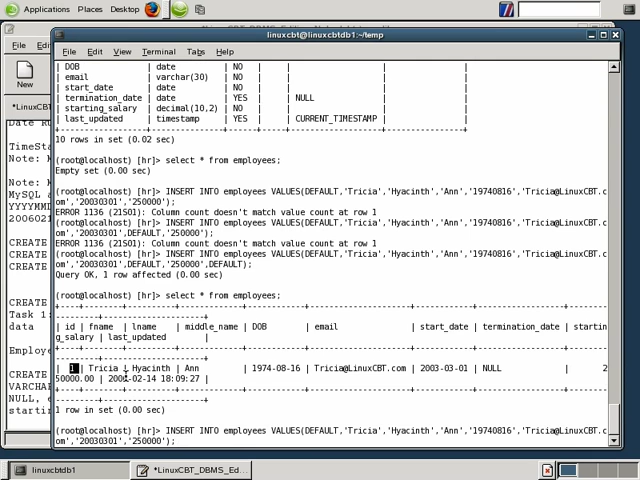 Applications Places Desktop
linuxcbt@linuxcbtdb1:~/temp
File Edit View Terminal Tabs Help
| DOB | date | NO | | | |
| email | varchar(30) | NO | | | |
| start_date | date | NO | | | |
| termination_date | date | YES | | NULL | |
| starting_salary | decimal(10,2) | NO | | | |
| last_updated | timestamp | YES | | CURRENT_TIMESTAMP | |
10 rows in set (0.02 sec)
(root@localhost) [hr]> select * from employees;
Empty set (0.00 sec)
(root@localhost) [hr]> INSERT INTO employees VALUES(DEFAULT,'Tricia','Hyacinth','Ann','19740816','Tricia@LinuxCBT.c
om','20030301','250000');
ERROR 1136 (21S01): Column count doesn't match value count at row 1
(root@localhost) [hr]> INSERT INTO employees VALUES(DEFAULT,'Tricia','Hyacinth','Ann','19740816','Tricia@LinuxCBT.c
om','20030301',DEFAULT,'250000');
ERROR 1136 (21S01): Column count doesn't match value count at row 1
(root@localhost) [hr]> INSERT INTO employees VALUES(DEFAULT,'Tricia','Hyacinth','Ann','19740816','Tricia@LinuxCBT.c
om','20030301',DEFAULT,'250000',DEFAULT);
Query OK, 1 row affected (0.00 sec)
(root@localhost) [hr]> select * from employees;
| id | fname | lname | middle_name | DOB | email | start_date | termination_date | startin
g_salary | last_updated |
| 1 | Tricia | Hyacinth | Ann | 1974-08-16 | Tricia@LinuxCBT.com | 2003-03-01 | NULL | 2
50000.00 | 2006-02-14 18:09:27 |
1 row in set (0.00 sec)
(root@localhost) [hr]> INSERT INTO employees VALUES(DEFAULT,'Tricia','Hyacinth','Ann','19740816','Tricia@LinuxCBT.c
om','20030301','250000');
File
New
*LinuxCBT
TimeSta
Note: M
Note: M
MySQL a
YYYYMMD
2006021
CREATE
CREATE
CREATE
CREATE
Task 1:
data
Employe
CREATE
VARCHAR
NULL, e
startin
linuxcbtdb1
*LinuxCBT_DBMS_Ed...